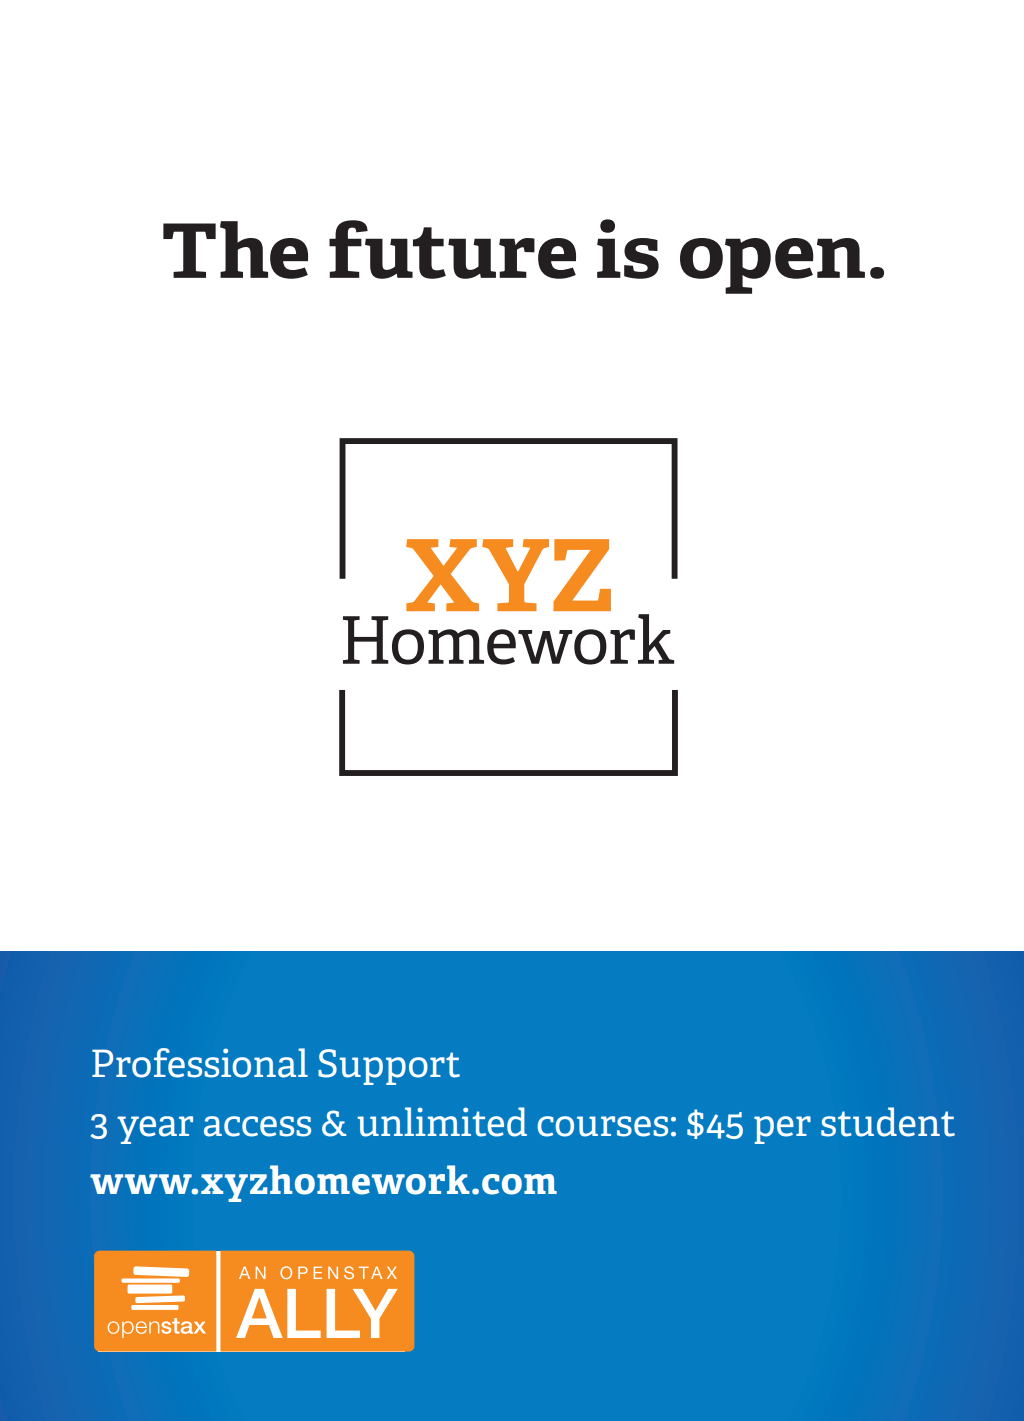 The future is open.
XYZ
Homework
Professional Support
3 year access & unlimited courses: $45 per student
www.xyzhomework.com
openstax
AN OPENSTAX
ALLY